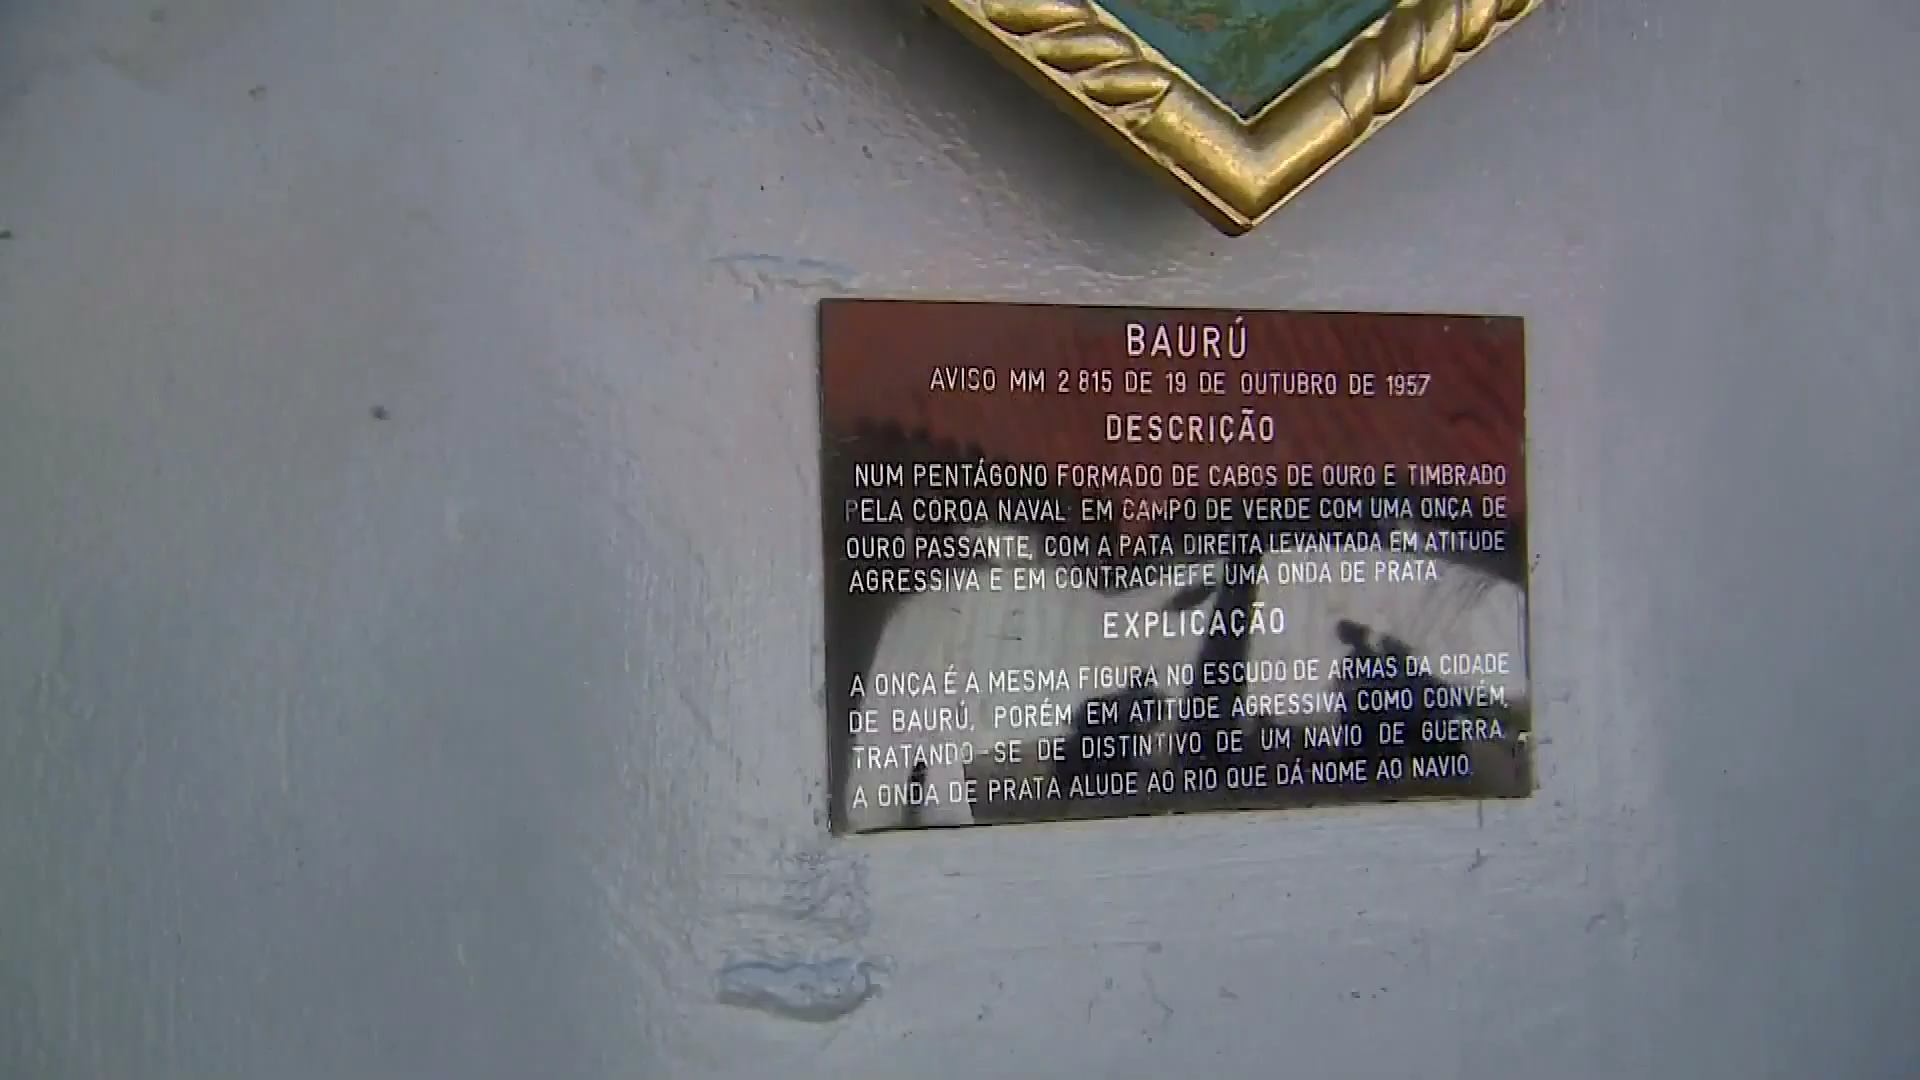 BAURÚ
AVISO MM 2 815 DE 19 DE OUTUBRO DE 1957
DESCRIÇÃO
NUM PENTÁGONO FORMADO DE CABOS DE OURO E TIMBRADO
PELA COROA NAVAL: EM CAMPO DE VERDE COM UMA ONÇA DE
OURO PASSANTE, COM A PATA DIREITA LEVANTADA EM ATITUDE
AGRESSIVA E EM CONTRACHEFE UMA ONDA DE PRATA.
EXPLICAÇÃO
A ONÇA É A MESMA FIGURA NO ESCUDO DE ARMAS DA CIDADE
DE BAURÚ, PORÉM EM ATITUDE AGRESSIVA COMO CONVÉM,
TRATANDO-SE DE DISTINTIVO DE UM NAVIO DE GUERRA.
A ONDA DE PRATA ALUDE AO RIO QUE DÁ NOME AO NAVIO.